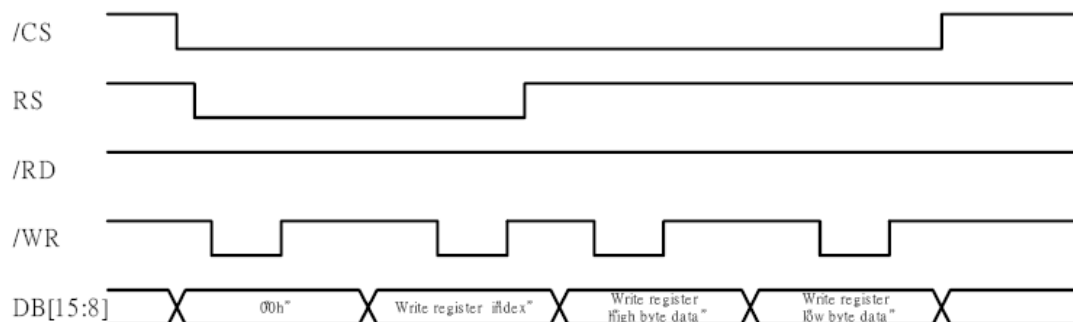 /CS
RS
/RD
/WR
DB[15:8]
"00h"
Write register "index"
Write register
"high byte data"
Write register
"low byte data"